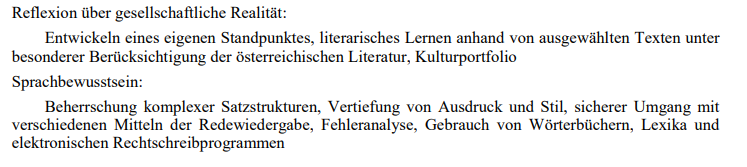 Reflexion über gesellschaftliche Realität:
Entwickeln eines eigenen Standpunktes, literarisches Lernen anhand von ausgewählten Texten unter
besonderer Berücksichtigung der österreichischen Literatur, Kulturportfolio
Sprachbewusstsein:
Beherrschung komplexer Satzstrukturen, Vertiefung von Ausdruck und Stil, sicherer Umgang mit
verschiedenen Mitteln der Redewiedergabe, Fehleranalyse, Gebrauch von Wörterbüchern, Lexika und
elektronischen Rechtschreibprogrammen